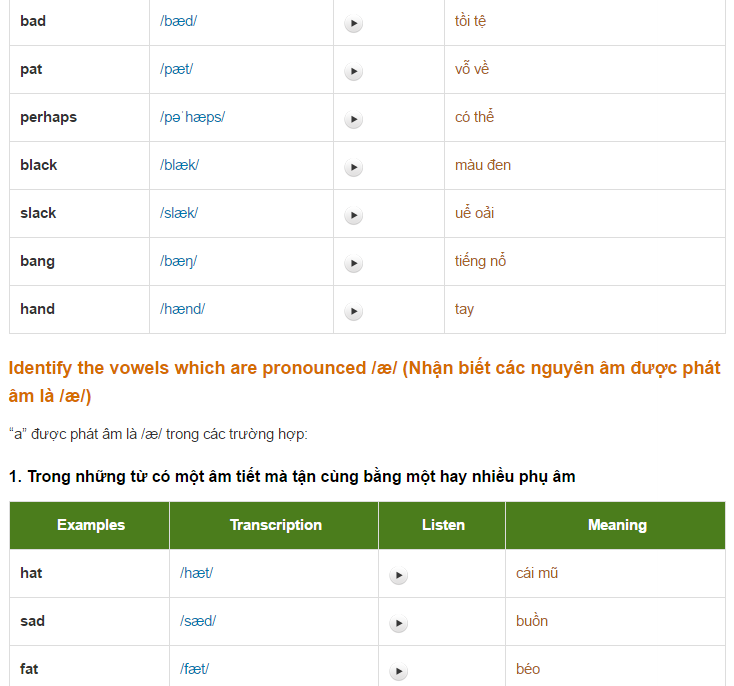 bad /bæd/ tồi tệ
pat /pæt/ vỗ về
perhaps /pəˈhæps/ có thể
black /blæk/ màu đen
slack /slæk/ uể oải
bang /bæŋ/ tiếng nổ
hand /hænd/ tay
Identify the vowels which are pronounced /æ/ (Nhận biết các nguyên âm được phát
âm là /æ/)
“a” được phát âm là /æ/ trong các trường hợp:
1. Trong những từ có một âm tiết mà tận cùng bằng một hay nhiều phụ âm
Examples Transcription Listen Meaning
hat /hæt/ cái mũ
sad /sæd/ buồn
fat /fæt/ béo